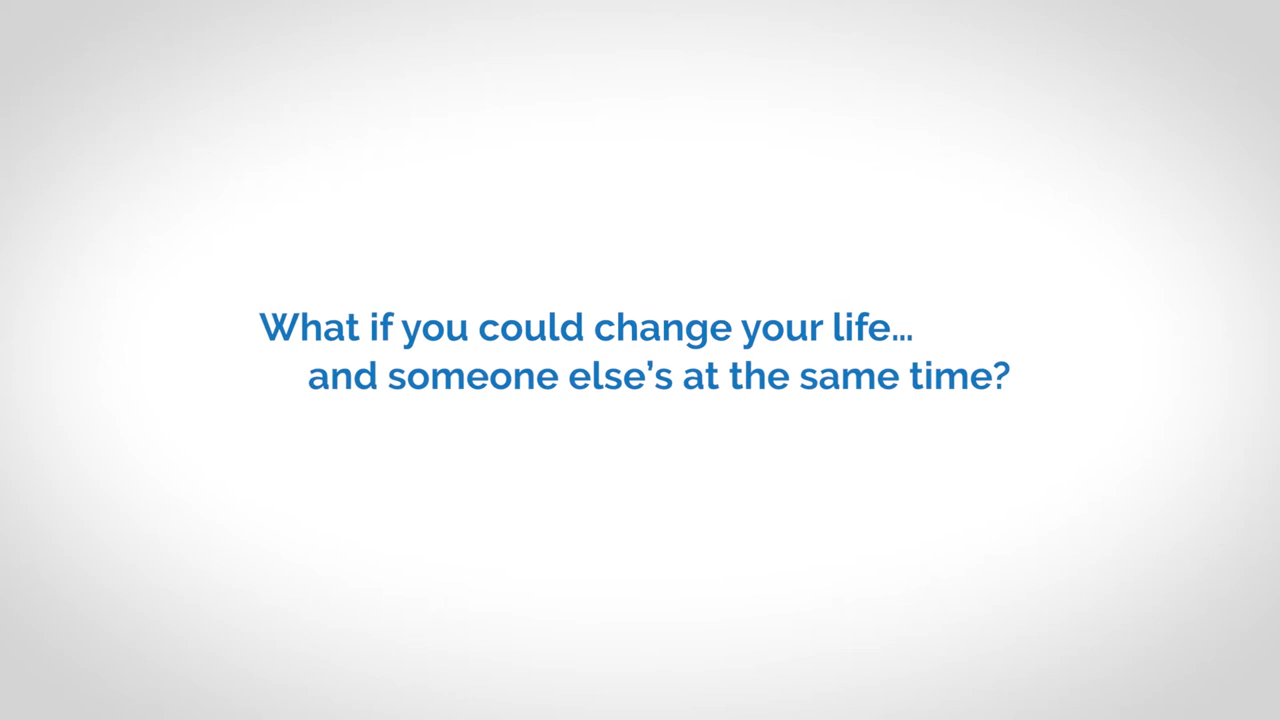 What if you could change your life...
and someone else’s at the same time?